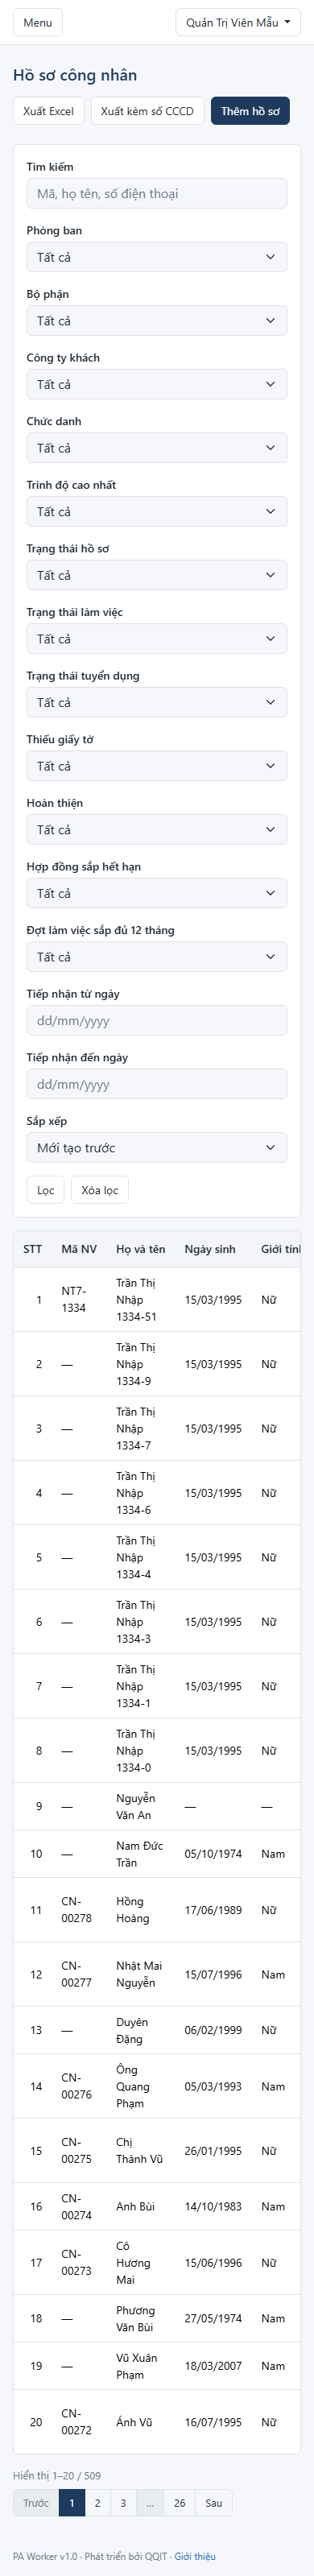 Menu
Quản Trị Viên Mẫu
Hồ sơ công nhân
Xuất Excel
Xuất kèm số CCCD
Thêm hồ sơ
Tìm kiếm
Mã, họ tên, số điện thoại
Phòng ban
Tất cả
Bộ phận
Tất cả
Công ty khách
Tất cả
Chức danh
Tất cả
Trình độ cao nhất
Tất cả
Trạng thái hồ sơ
Tất cả
Trạng thái làm việc
Tất cả
Trạng thái tuyển dụng
Tất cả
Thiếu giấy tờ
Tất cả
Hoàn thiện
Tất cả
Hợp đồng sắp hết hạn
Tất cả
Đợt làm việc sắp đủ 12 tháng
Tất cả
Tiếp nhận từ ngày
dd/mm/yyyy
Tiếp nhận đến ngày
dd/mm/yyyy
Sắp xếp
Mới tạo trước
Lọc
Xóa lọc
STT Mã NV Họ và tên Ngày sinh Giới tính
1 NT7-1334 Trần Thị Nhập 1334-51 15/03/1995 Nữ
2 — Trần Thị Nhập 1334-9 15/03/1995 Nữ
3 — Trần Thị Nhập 1334-7 15/03/1995 Nữ
4 — Trần Thị Nhập 1334-6 15/03/1995 Nữ
5 — Trần Thị Nhập 1334-4 15/03/1995 Nữ
6 — Trần Thị Nhập 1334-3 15/03/1995 Nữ
7 — Trần Thị Nhập 1334-1 15/03/1995 Nữ
8 — Trần Thị Nhập 1334-0 15/03/1995 Nữ
9 — Nguyễn Văn An — —
10 — Nam Đức Trần 05/10/1974 Nam
11 CN-00278 Hồng Hoàng 17/06/1989 Nữ
12 CN-00277 Nhật Mai Nguyễn 15/07/1996 Nam
13 — Duyên Đặng 06/02/1999 Nữ
14 CN-00276 Ông Quang Phạm 05/03/1993 Nam
15 CN-00275 Chị Thành Vũ 26/01/1995 Nữ
16 CN-00274 Anh Bùi 14/10/1983 Nam
17 CN-00273 Cô Hương Mai 15/06/1996 Nữ
18 — Phương Văn Bùi 27/05/1974 Nam
19 — Vũ Xuân Phạm 18/03/2007 Nam
20 CN-00272 Ánh Vũ 16/07/1995 Nữ
Hiển thị 1–20 / 509
Trước 1 2 3 ... 26 Sau
PA Worker v1.0 · Phát triển bởi QQIT · Giới thiệu